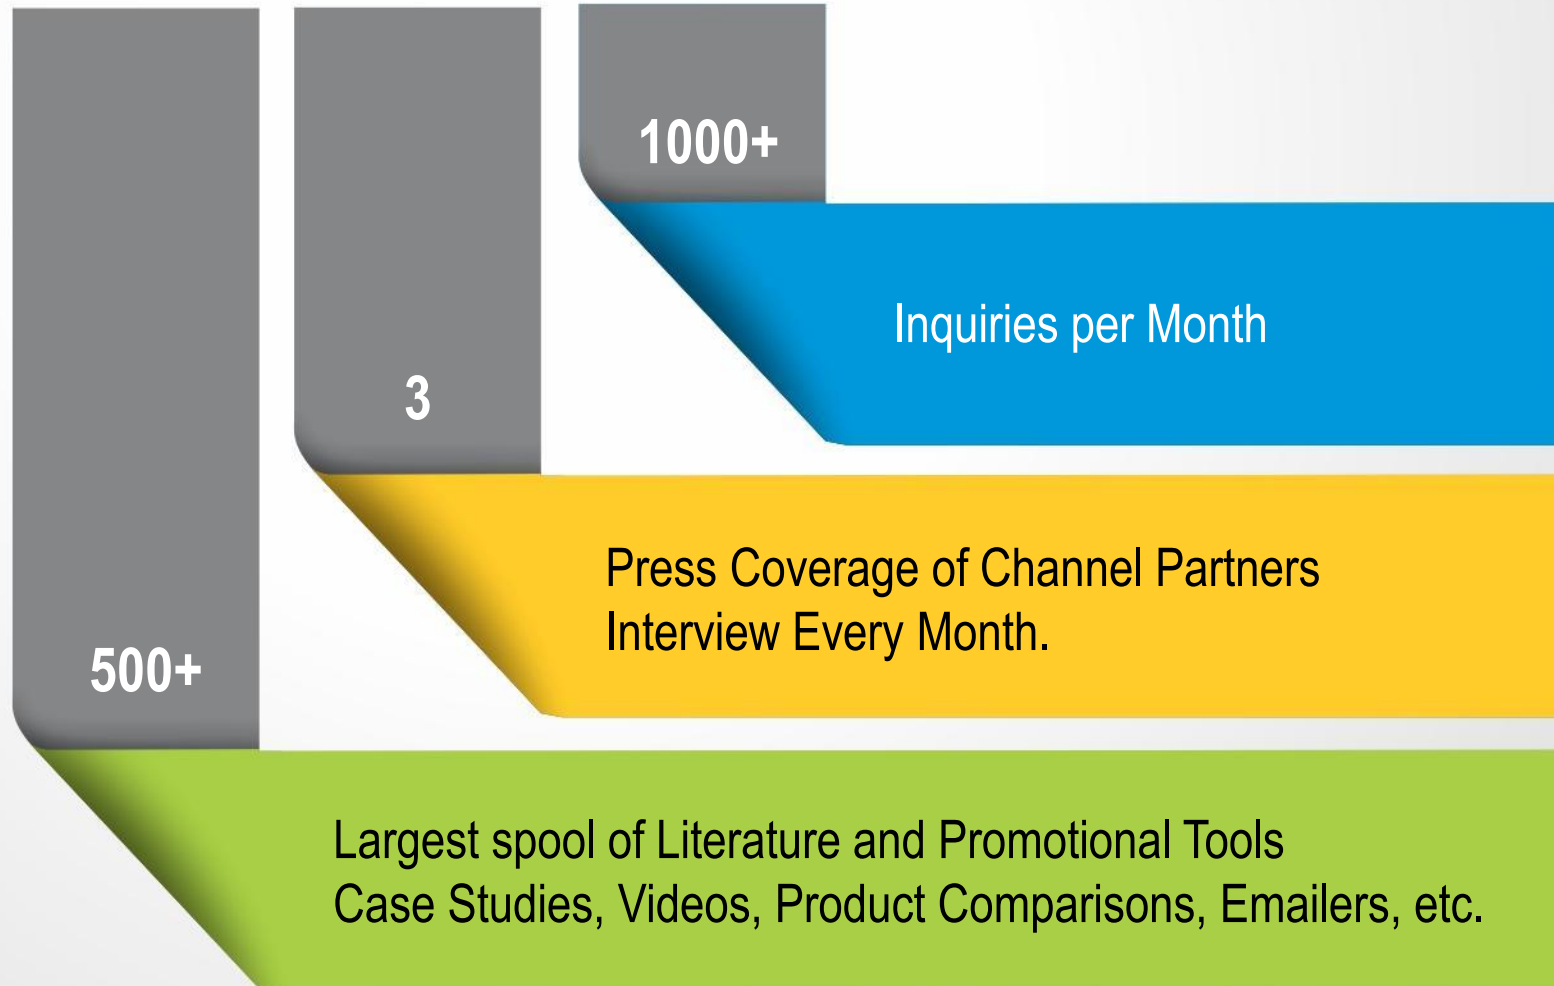 1000+
Inquiries per Month
3
Press Coverage of Channel Partners
Interview Every Month.
500+
Largest spool of Literature and Promotional Tools
Case Studies, Videos, Product Comparisons, Emailers, etc.